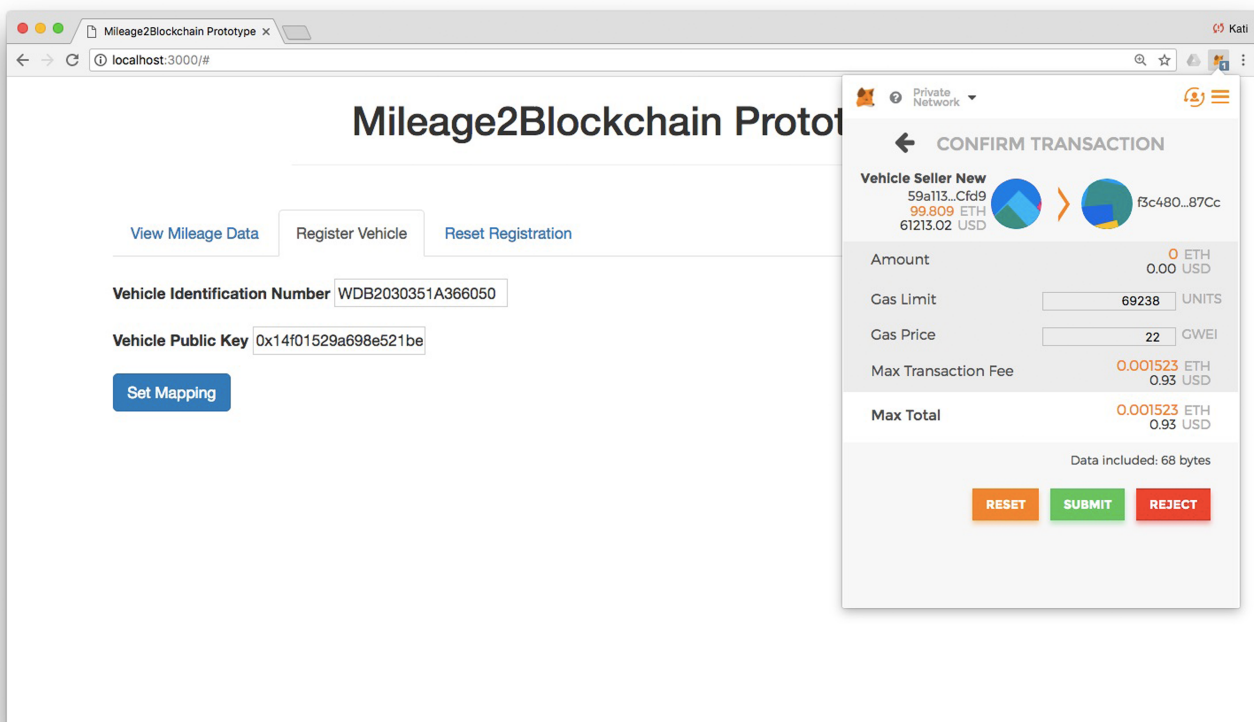 Mileage2Blockchain Prototype
Kati
localhost:3000/#
Mileage2Blockchain Protot
View Mileage Data
Register Vehicle
Reset Registration
Vehicle Identification Number WDB2030351A366050
Vehicle Public Key 0x14f01529a698e521be
Set Mapping
1
?
Private
Network
CONFIRM TRANSACTION
Vehicle Seller New
59a113...Cfd9
99.809 ETH
61213.02 USD
f3c480...87Cc
Amount 0 ETH
0.00 USD
Gas Limit 69238 UNITS
Gas Price 22 GWEI
Max Transaction Fee 0.001523 ETH
0.93 USD
Max Total 0.001523 ETH
0.93 USD
Data included: 68 bytes
RESET SUBMIT REJECT